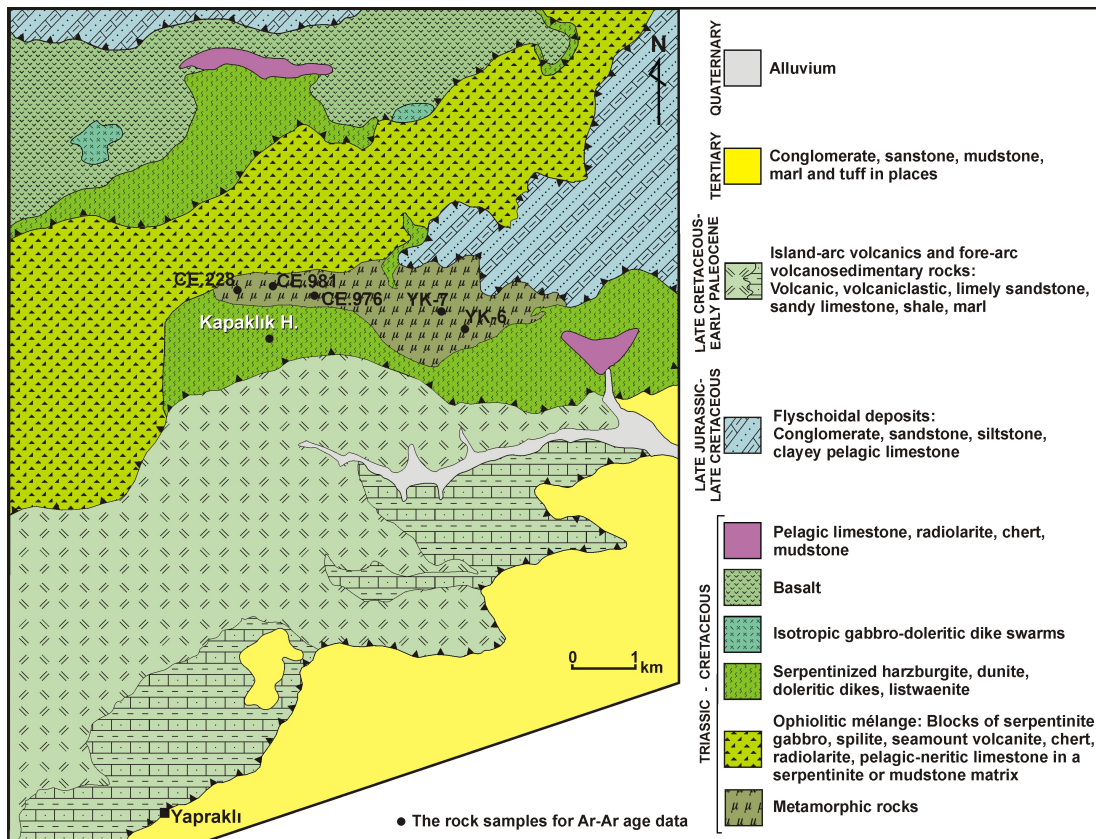 N
CE.228
CE.981
CE.976
YK-7
YK-6
Kapaklık H.
0 1
km
Yapraklı
The rock samples for Ar-Ar age data
QUATERNARY
Alluvium
TERTIARY
Conglomerate, sanstone, mudstone,
marl and tuff in places
LATE CRETACEOUS-
EARLY PALEOCENE
Island-arc volcanics and fore-arc
volcanosedimentary rocks:
Volcanic, volcaniclastic, limely sandstone,
sandy limestone, shale, marl
LATE JURASSIC-
LATE CRETACEOUS
Flyschoidal deposits:
Conglomerate, sandstone, siltstone,
clayey pelagic limestone
TRIASSIC - CRETACEOUS
Pelagic limestone, radiolarite, chert,
mudstone
Basalt
Isotropic gabbro-doleritic dike swarms
Serpentinized harzburgite, dunite,
doleritic dikes, listwaenite
Ophiolitic mélange: Blocks of serpentinite
gabbro, spilite, seamount volcanite, chert,
radiolarite, pelagic-neritic limestone in a
serpentinite or mudstone matrix
Metamorphic rocks